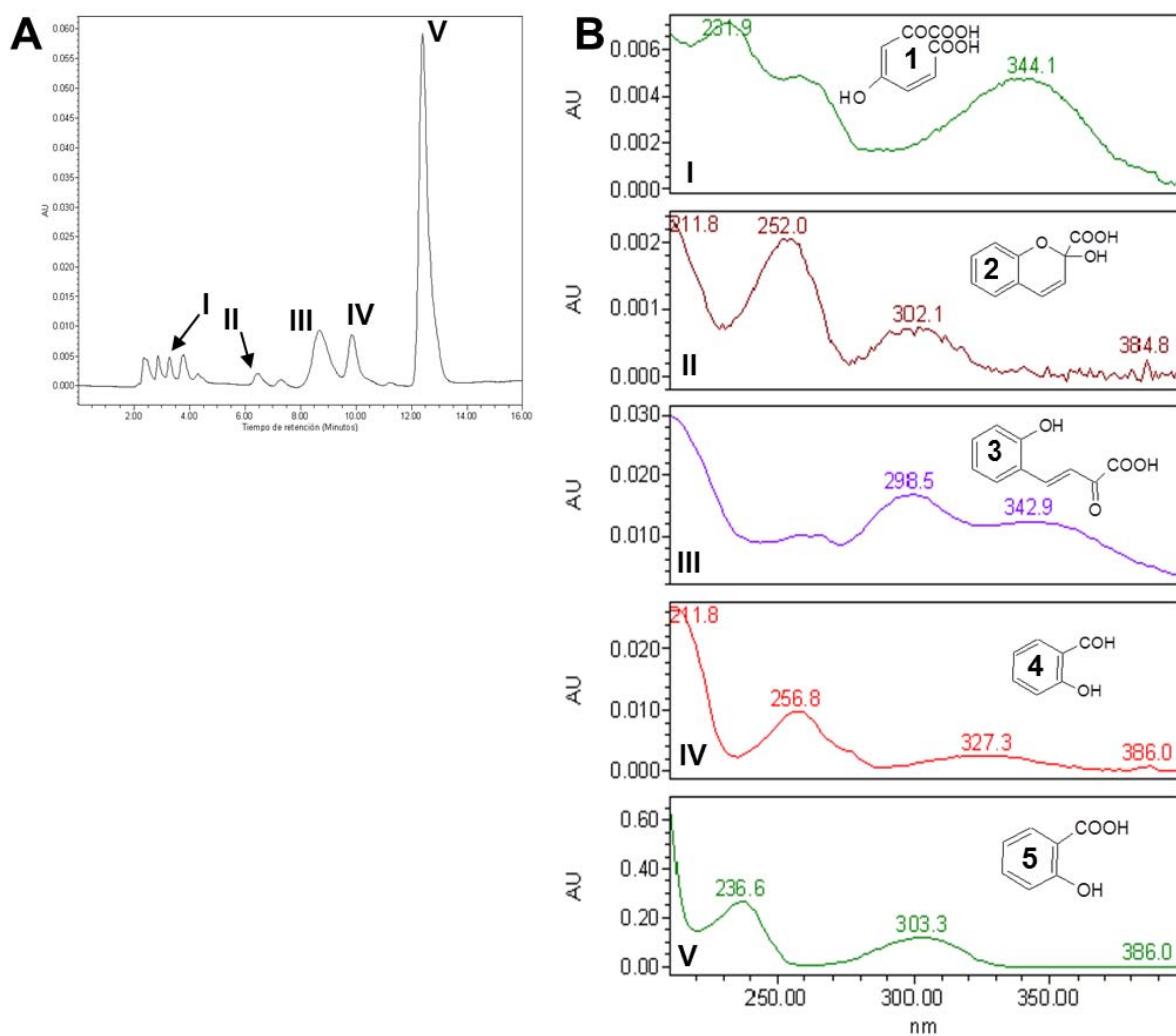 A
AU
0.060
0.055
0.050
0.045
0.040
0.035
0.030
0.025
0.020
0.015
0.010
0.005
0.000
I
II
III
IV
V
2.00 4.00 6.00 8.00 10.00 12.00 14.00 16.00
Tiempo de retención (Minutos)
B
AU
0.006
0.004
0.002
0.000
231.9
344.1
COCOOH
COOH
1
HO
I
AU
0.002
0.001
0.000
211.8
252.0
302.1
384.8
2
O
COOH
OH
II
AU
0.030
0.020
0.010
298.5
342.9
OH
3
COOH
O
III
AU
0.020
0.010
0.000
211.8
256.8
327.3
386.0
4
COH
OH
IV
AU
0.60
0.40
0.20
0.00
236.6
303.3
386.0
5
COOH
OH
V
250.00 300.00 350.00
nm